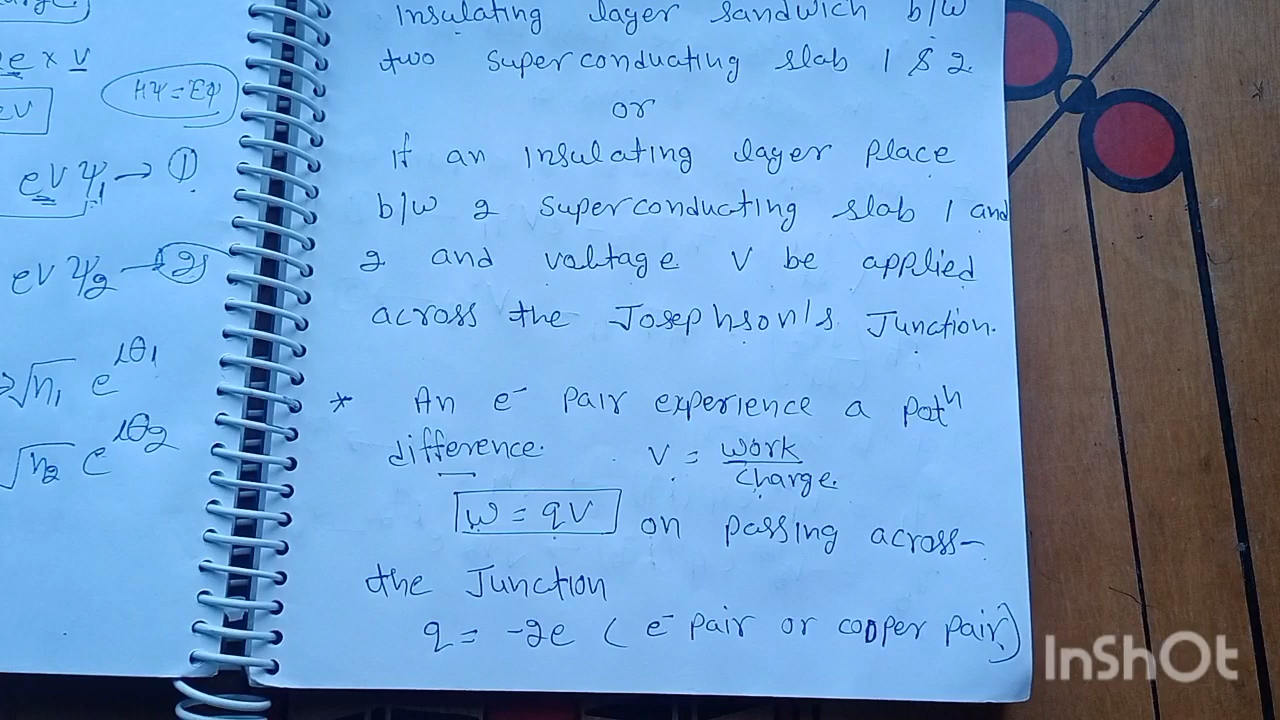 e x v
Hψ = Eψ
eV
eV ψ1 → ①
eV ψ2 → 2
√n1 e^iθ1
√n2 e^iθ2
Insulating layer sandwich b/w
two superconducting slab 1 & 2
or
if an insulating layer place
b/w 2 superconducting slab 1 and
2 and voltage V be applied
across the Josephson's Junction.
* An e⁻ pair experience a potⁿ
difference. V = work/charge.
W = qV on passing across-
the Junction
q = -2e ( e⁻ pair or copper pair)
InShOt